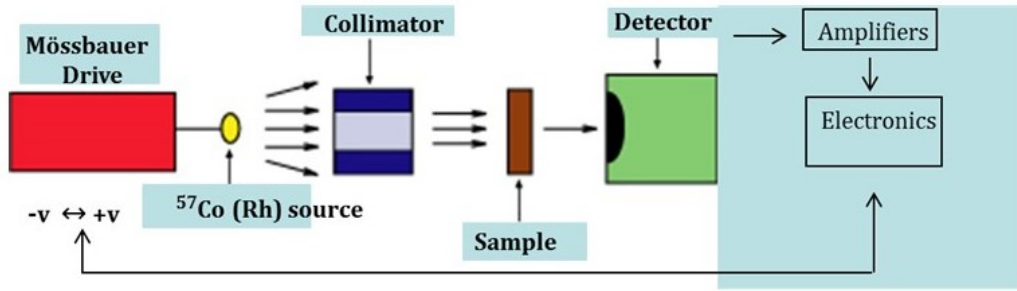 Mössbauer
Drive
Collimator
Detector
Amplifiers
Electronics
⁵⁷Co (Rh) source
-v ↔ +v
Sample